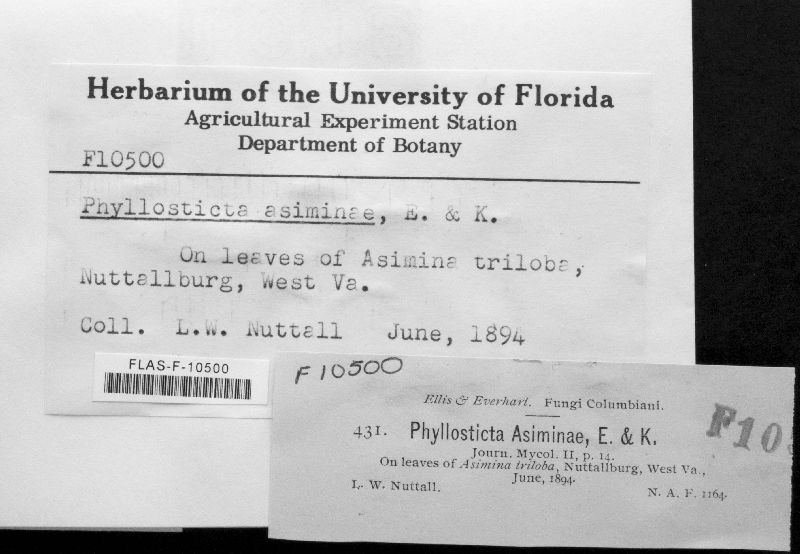 Herbarium of the University of Florida
Agricultural Experiment Station
Department of Botany
F10500
Phyllosticta asiminae, E. & K.
On leaves of Asimina triloba,
Nuttallburg, West Va.
Coll. L.W. Nuttall June, 1894
FLAS-F-10500
F 10500
Ellis & Everhart. Fungi Columbiani.
F10
431. Phyllosticta Asiminae, E. & K.
Journ. Mycol. II, p. 14.
On leaves of Asimina triloba, Nuttallburg, West Va.,
June, 1894.
L. W. Nuttall.
N. A. F. 1164.